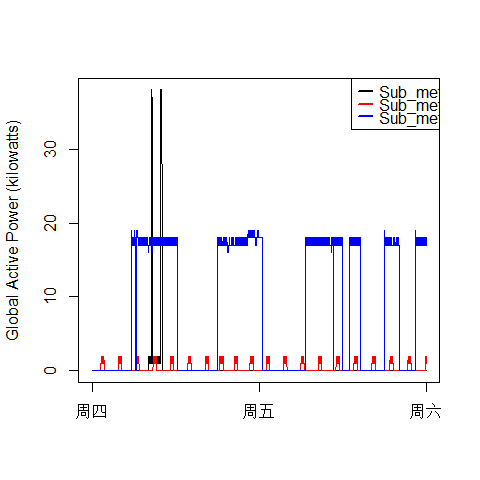 Sub_met
Sub_met
Sub_met
Global Active Power (kilowatts)
30
20
10
0
周四
周五
周六